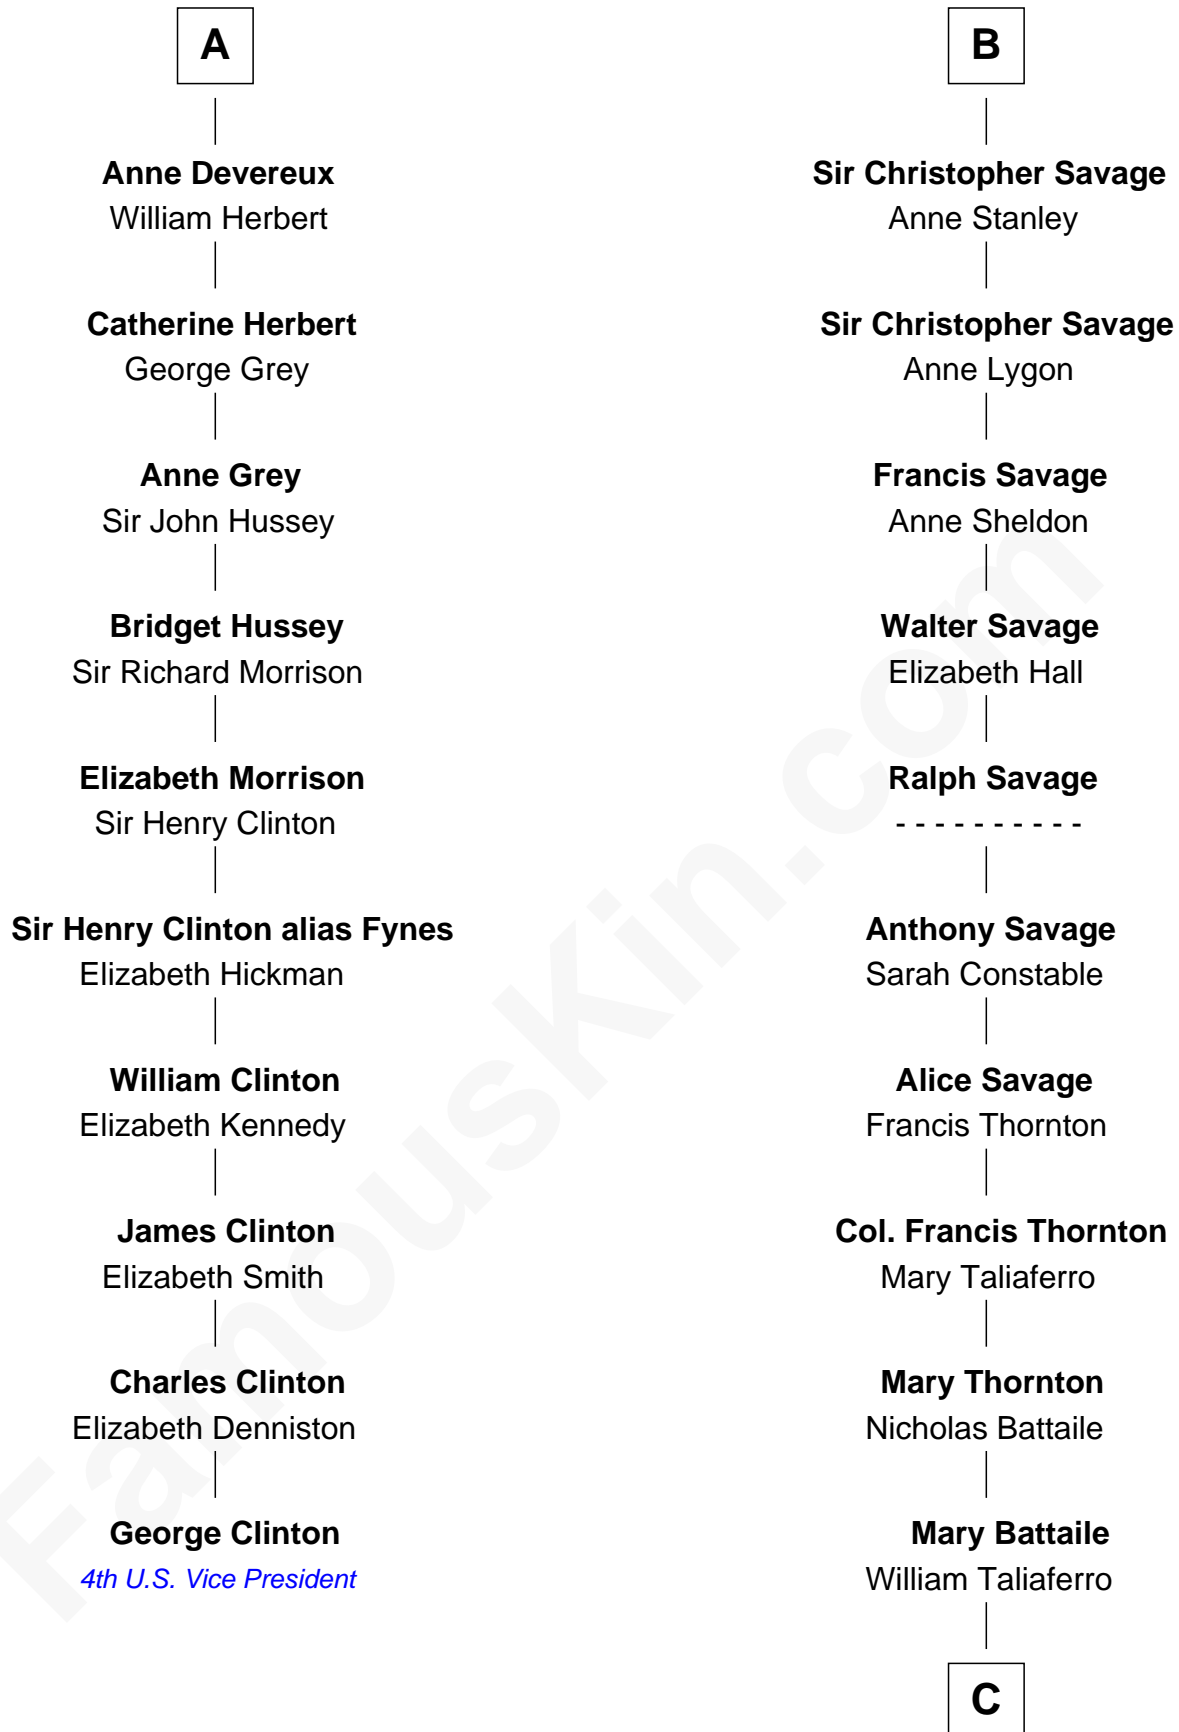 A
Anne Devereux
William Herbert
Catherine Herbert
George Grey
Anne Grey
Sir John Hussey
Bridget Hussey
Sir Richard Morrison
Elizabeth Morrison
Sir Henry Clinton
Sir Henry Clinton alias Fynes
Elizabeth Hickman
William Clinton
Elizabeth Kennedy
James Clinton
Elizabeth Smith
Charles Clinton
Elizabeth Denniston
George Clinton
4th U.S. Vice President
B
Sir Christopher Savage
Anne Stanley
Sir Christopher Savage
Anne Lygon
Francis Savage
Anne Sheldon
Walter Savage
Elizabeth Hall
Ralph Savage
- - - - - - - - - -
Anthony Savage
Sarah Constable
Alice Savage
Francis Thornton
Col. Francis Thornton
Mary Taliaferro
Mary Thornton
Nicholas Battaile
Mary Battaile
William Taliaferro
C
FamousKin.com